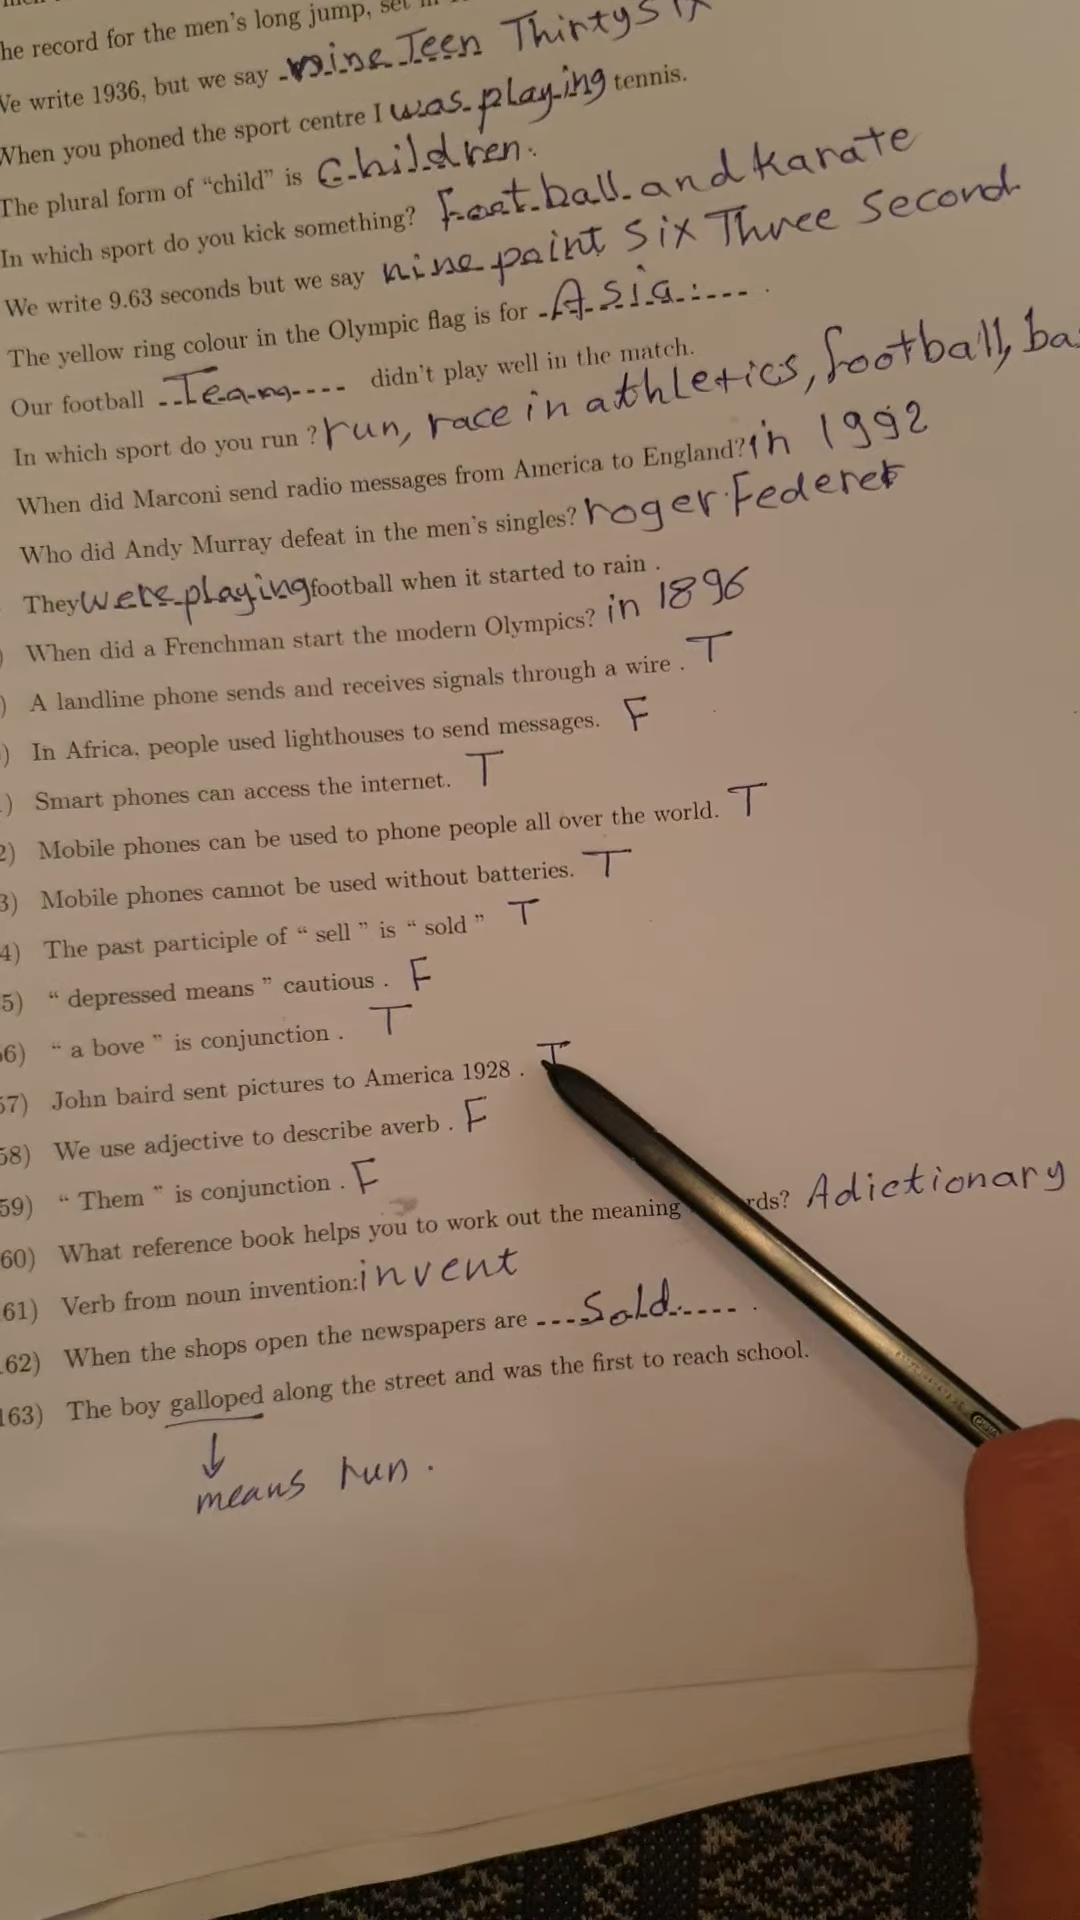 he record for the men's long jump, set in
We write 1936, but we say nine Teen Thirty six
When you phoned the sport centre I was playing tennis.
The plural form of "child" is Children.
In which sport do you kick something? Football and karate
We write 9.63 seconds but we say nine point six Three second
The yellow ring colour in the Olympic flag is for Asia .
Our football Team didn't play well in the match.
In which sport do you run ? run, race in athletics, football, ba
When did Marconi send radio messages from America to England? in 1992
Who did Andy Murray defeat in the men's singles? roger Federer
They were playing football when it started to rain .
) When did a Frenchman start the modern Olympics? in 1896
) A landline phone sends and receives signals through a wire . T
) In Africa, people used lighthouses to send messages. F
) Smart phones can access the internet. T
2) Mobile phones can be used to phone people all over the world. T
3) Mobile phones cannot be used without batteries. T
4) The past participle of " sell " is " sold " T
5) " depressed means " cautious . F
56) " a bove " is conjunction . T
57) John baird sent pictures to America 1928 . T
58) We use adjective to describe averb . F
59) " Them " is conjunction . F
60) What reference book helps you to work out the meaning rds? Adictionary
61) Verb from noun invention: invent
162) When the shops open the newspapers are ...Sold..... .
163) The boy galloped along the street and was the first to reach school.
means run .